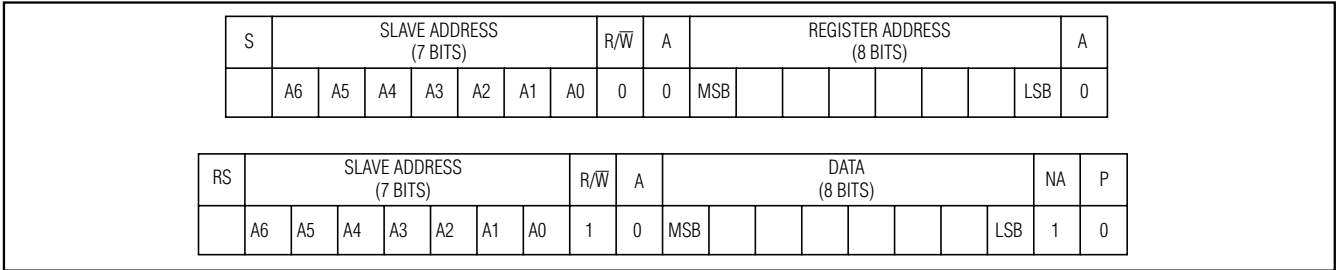 S SLAVE ADDRESS R/W̅ A REGISTER ADDRESS A
(7 BITS) (8 BITS)
A6 A5 A4 A3 A2 A1 A0 0 0 MSB LSB 0
RS SLAVE ADDRESS R/W̅ A DATA NA P
(7 BITS) (8 BITS)
A6 A5 A4 A3 A2 A1 A0 1 0 MSB LSB 1 0